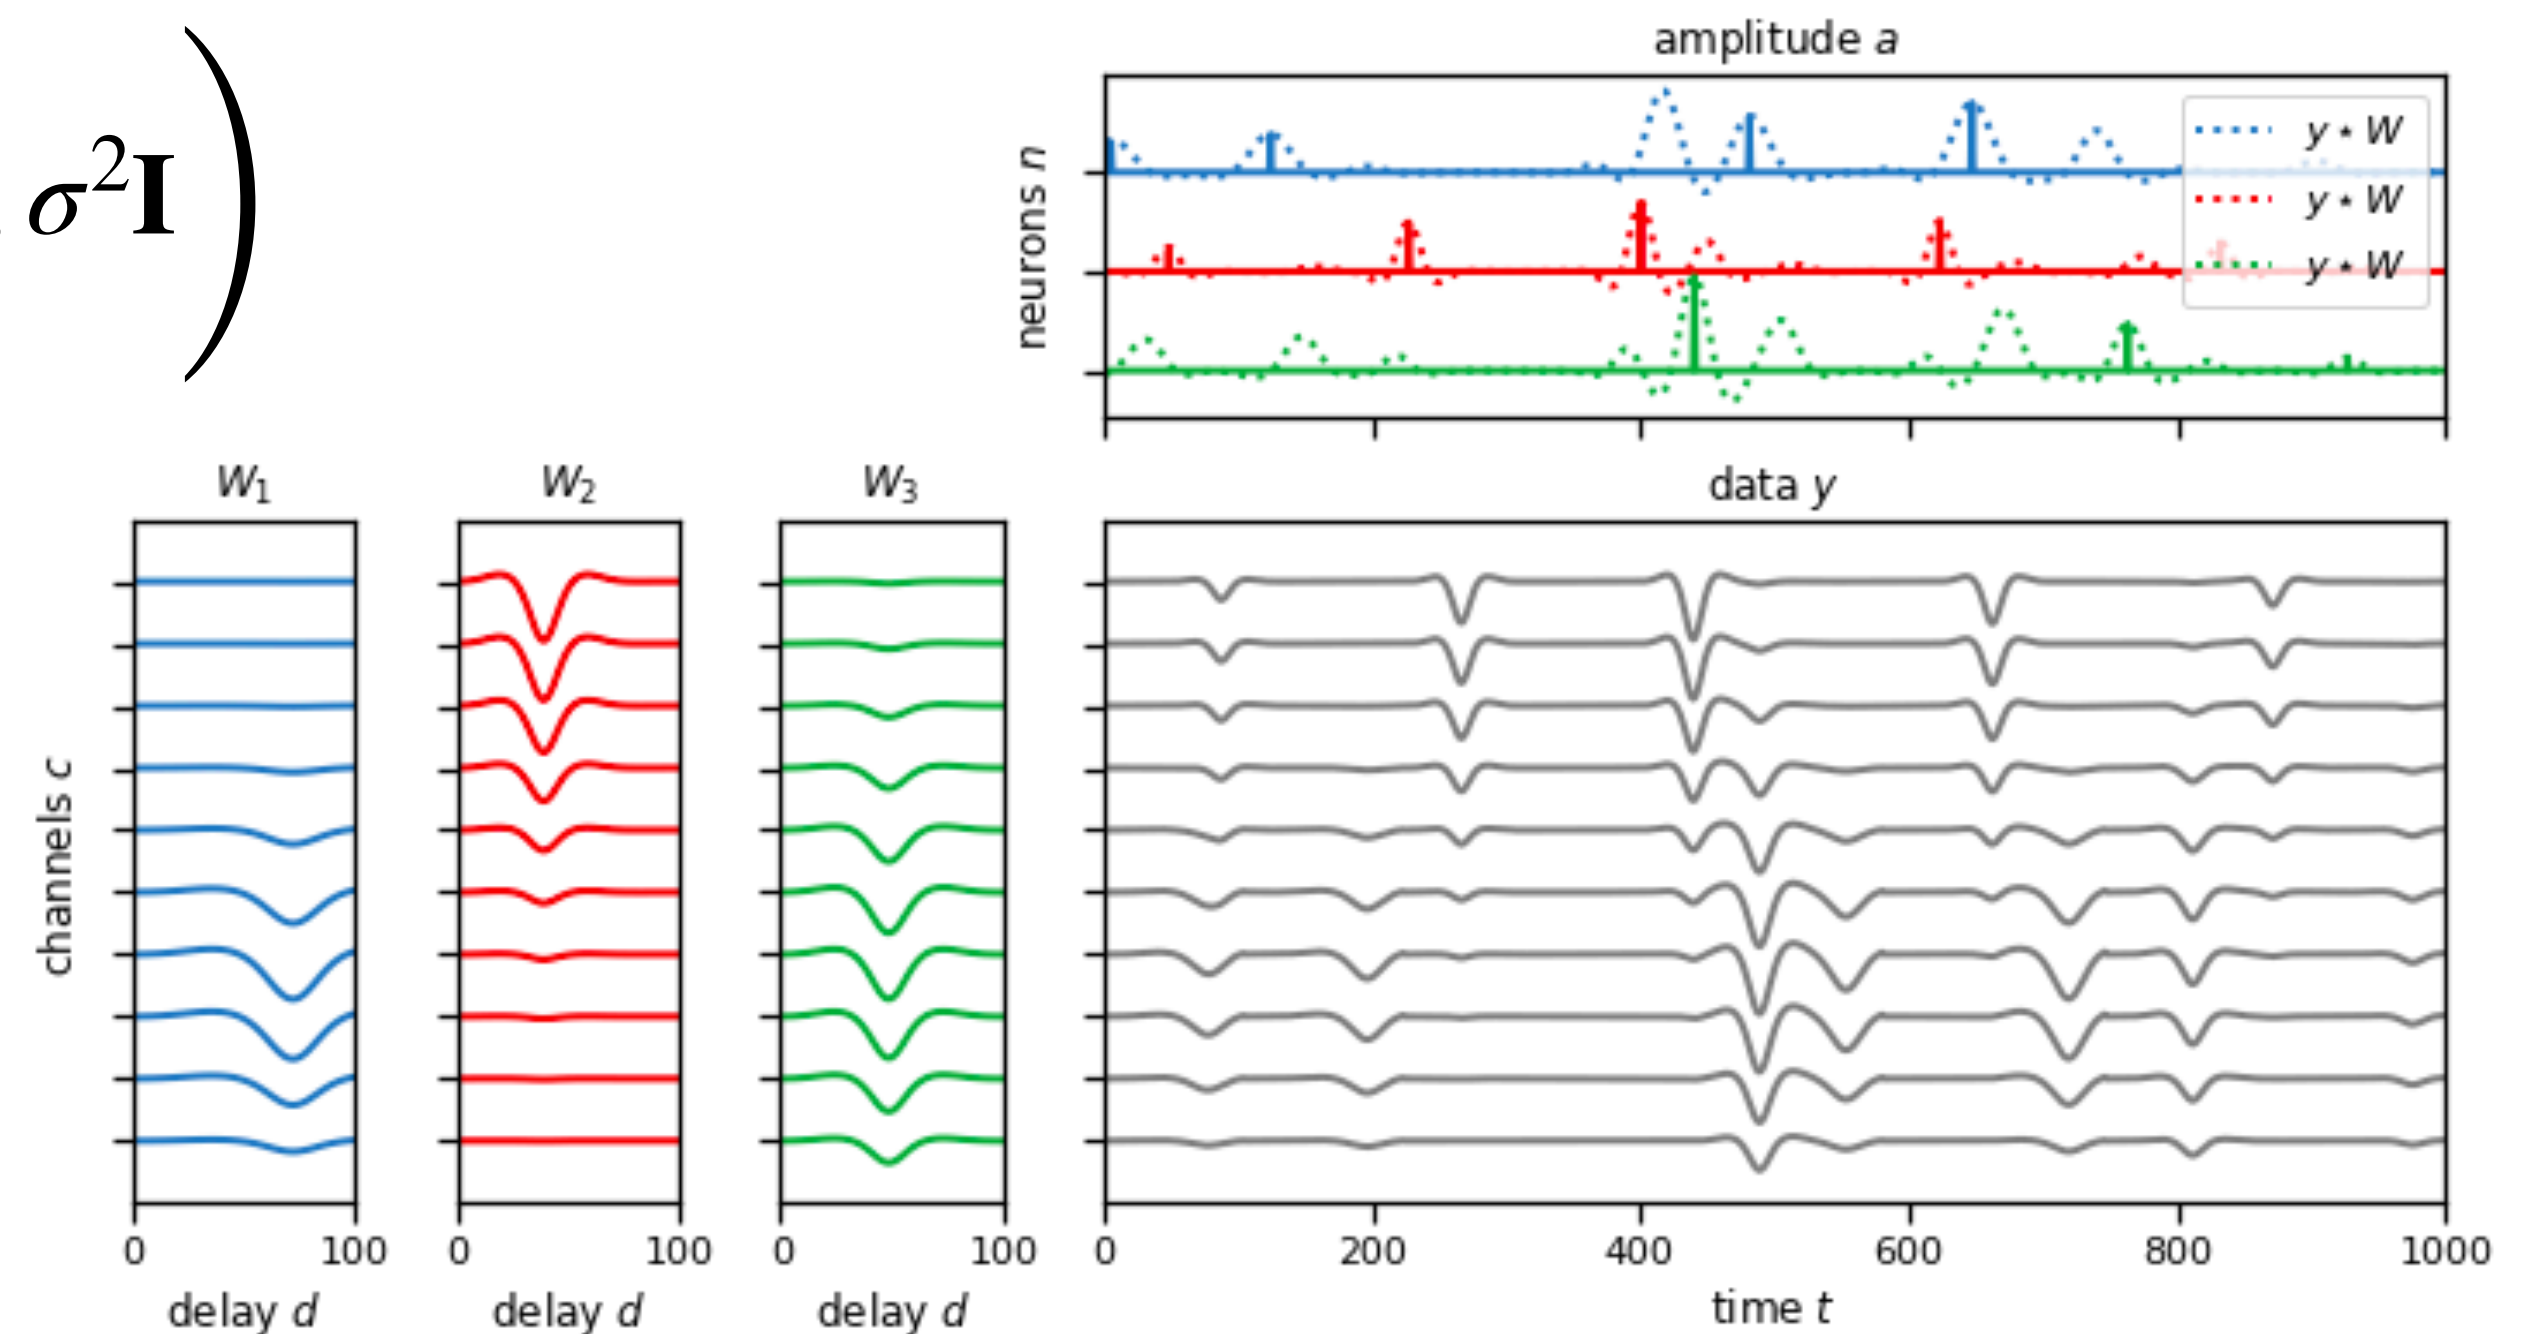 σ²I)
amplitude a
neurons n
y ⋆ W
y ⋆ W
y ⋆ W
W₁
W₂
W₃
data y
channels c
0 100
0 100
0 100
0 200 400 600 800 1000
delay d
delay d
delay d
time t